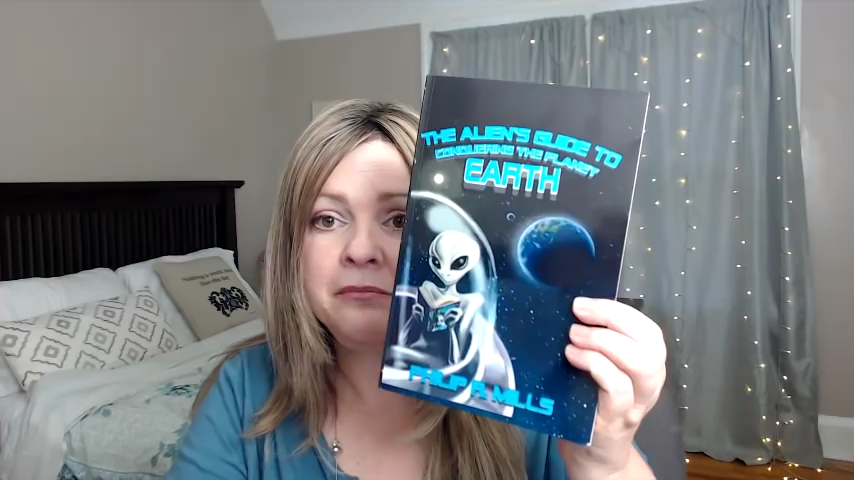 THE ALIEN'S GUIDE TO
CONQUERING THE PLANET
EARTH
PHILIP R MILLS